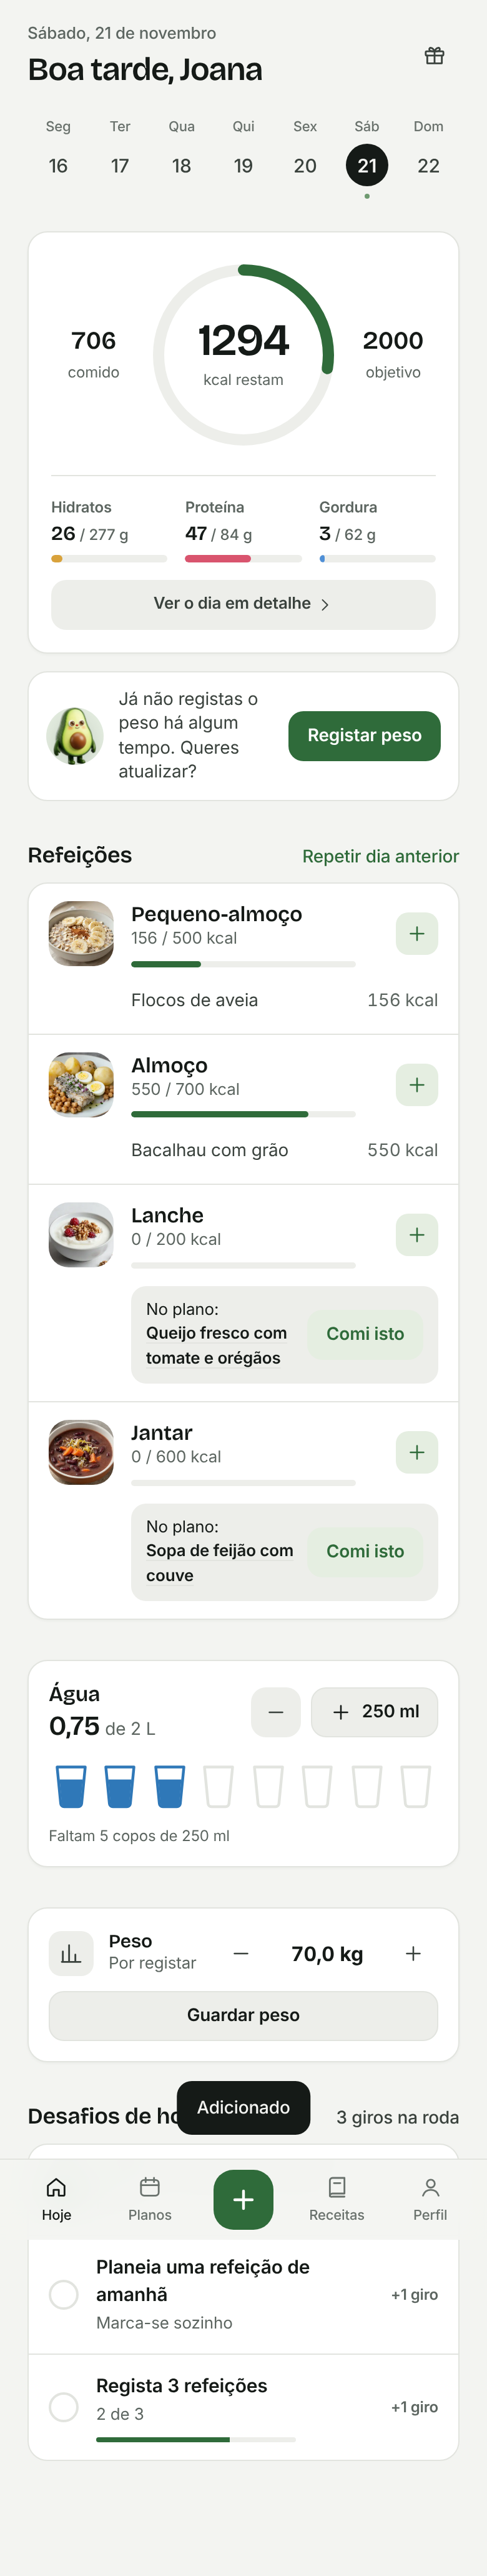 Sábado, 21 de novembro
Boa tarde, Joana
Seg Ter Qua Qui Sex Sáb Dom
16 17 18 19 20 21 22
706
comido
1294
kcal restam
2000
objetivo
Hidratos Proteína Gordura
26 / 277 g 47 / 84 g 3 / 62 g
Ver o dia em detalhe
Já não registas o
peso há algum
tempo. Queres
atualizar?
Registar peso
Refeições Repetir dia anterior
Pequeno-almoço
156 / 500 kcal
Flocos de aveia 156 kcal
Almoço
550 / 700 kcal
Bacalhau com grão 550 kcal
Lanche
0 / 200 kcal
No plano:
Queijo fresco com
tomate e orégãos
Comi isto
Jantar
0 / 600 kcal
No plano:
Sopa de feijão com
couve
Comi isto
Água
0,75 de 2 L
250 ml
Faltam 5 copos de 250 ml
Peso
Por registar
70,0 kg
Guardar peso
Desafios de
Adicionado
3 giros na roda
Hoje Planos Receitas Perfil
Planeia uma refeição de
amanhã
Marca-se sozinho
+1 giro
Regista 3 refeições
2 de 3
+1 giro